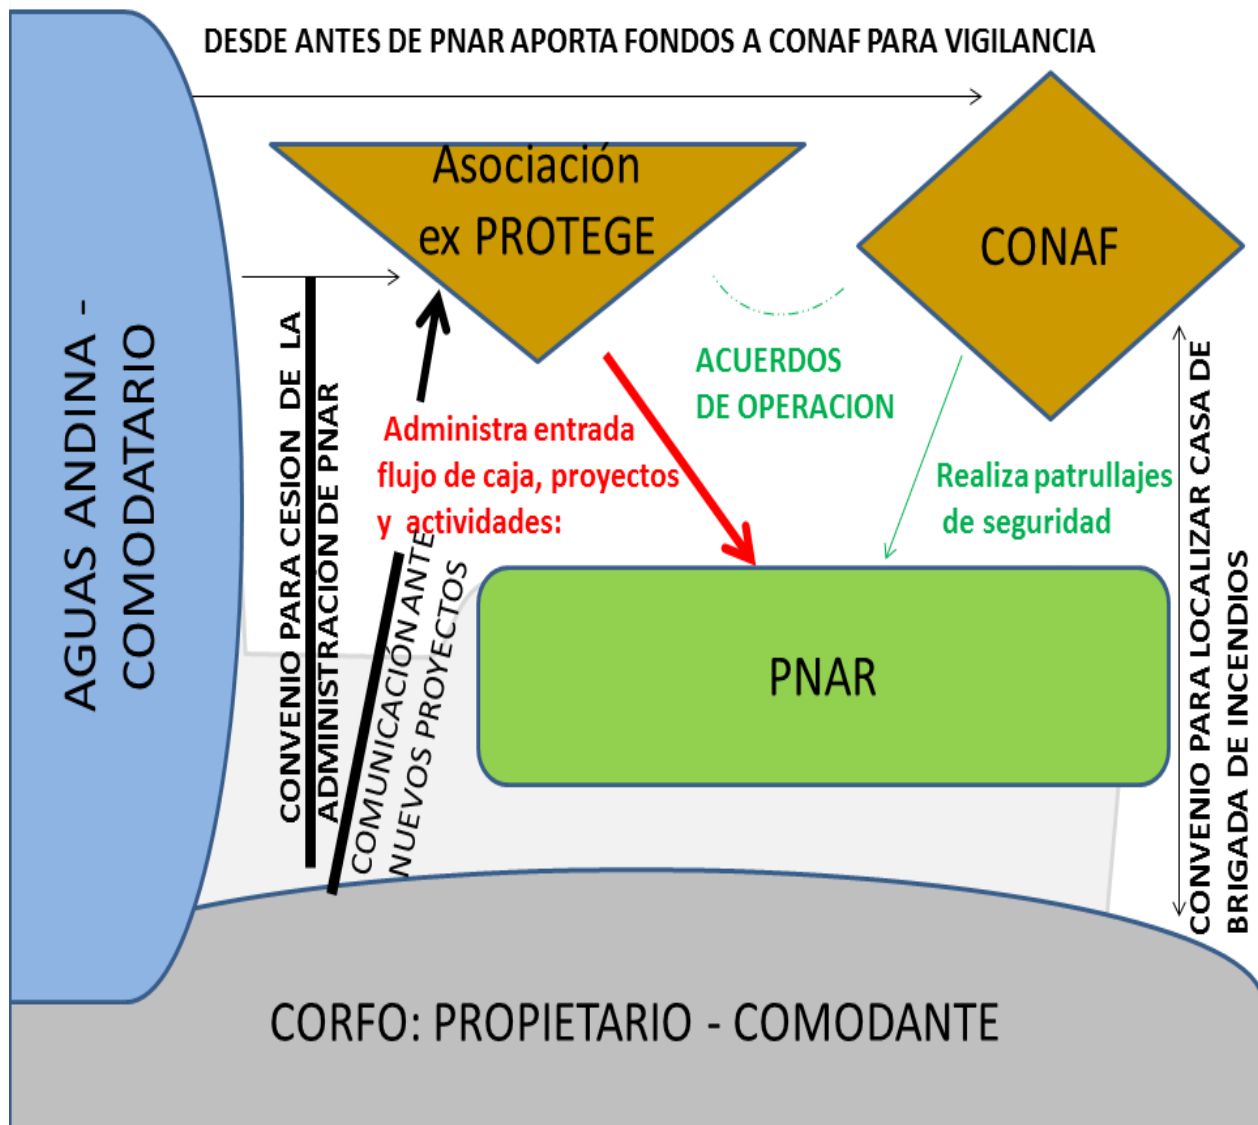 DESDE ANTES DE PNAR APORTA FONDOS A CONAF PARA VIGILANCIA
AGUAS ANDINA -
COMODATARIO
Asociación
ex PROTEGE
CONAF
CONVENIO PARA CESION DE LA
ADMINISTRACION DE PNAR
ACUERDOS
DE OPERACION
Administra entrada
flujo de caja, proyectos
y actividades:
Realiza patrullajes
de seguridad
COMUNICACIÓN ANTE
NUEVOS PROYECTOS
CONVENIO PARA LOCALIZAR CASA DE
BRIGADA DE INCENDIOS
PNAR
CORFO: PROPIETARIO - COMODANTE